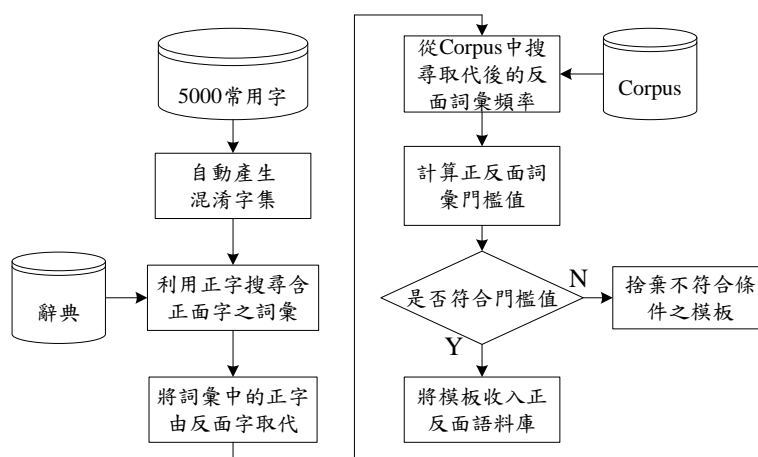 5000常用字
自動產生
混淆字集
辭典
利用正字搜尋含
正面字之詞彙
將詞彙中的正字
由反面字取代
從Corpus中搜
尋取代後的反
面詞彙頻率
Corpus
計算正反面詞
彙門檻值
是否符合門檻值
N
捨棄不符合條
件之模板
Y
將模板收入正
反面語料庫